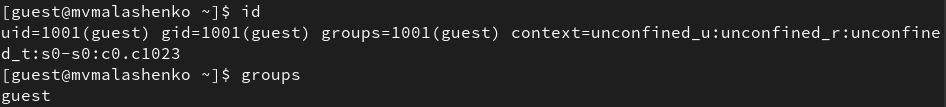 [guest@mvmalashenko ~]$ id
uid=1001(guest) gid=1001(guest) groups=1001(guest) context=unconfined_u:unconfined_r:unconfine
d_t:s0-s0:c0.c1023
[guest@mvmalashenko ~]$ groups
guest